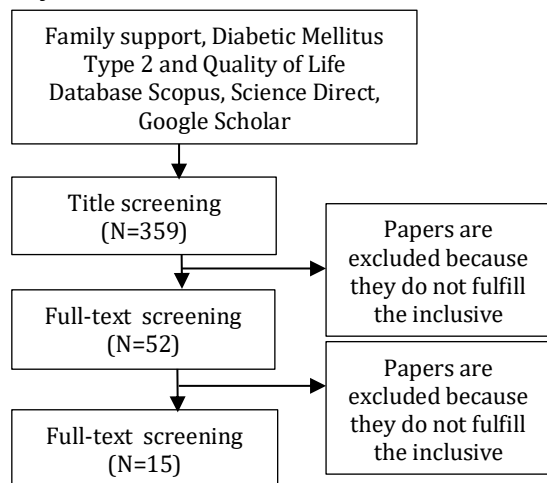 Family support, Diabetic Mellitus
Type 2 and Quality of Life
Database Scopus, Science Direct,
Google Scholar
Title screening
(N=359)
Papers are
excluded because
they do not fulfill
the inclusive
Full-text screening
(N=52)
Papers are
excluded because
they do not fulfill
the inclusive
Full-text screening
(N=15)